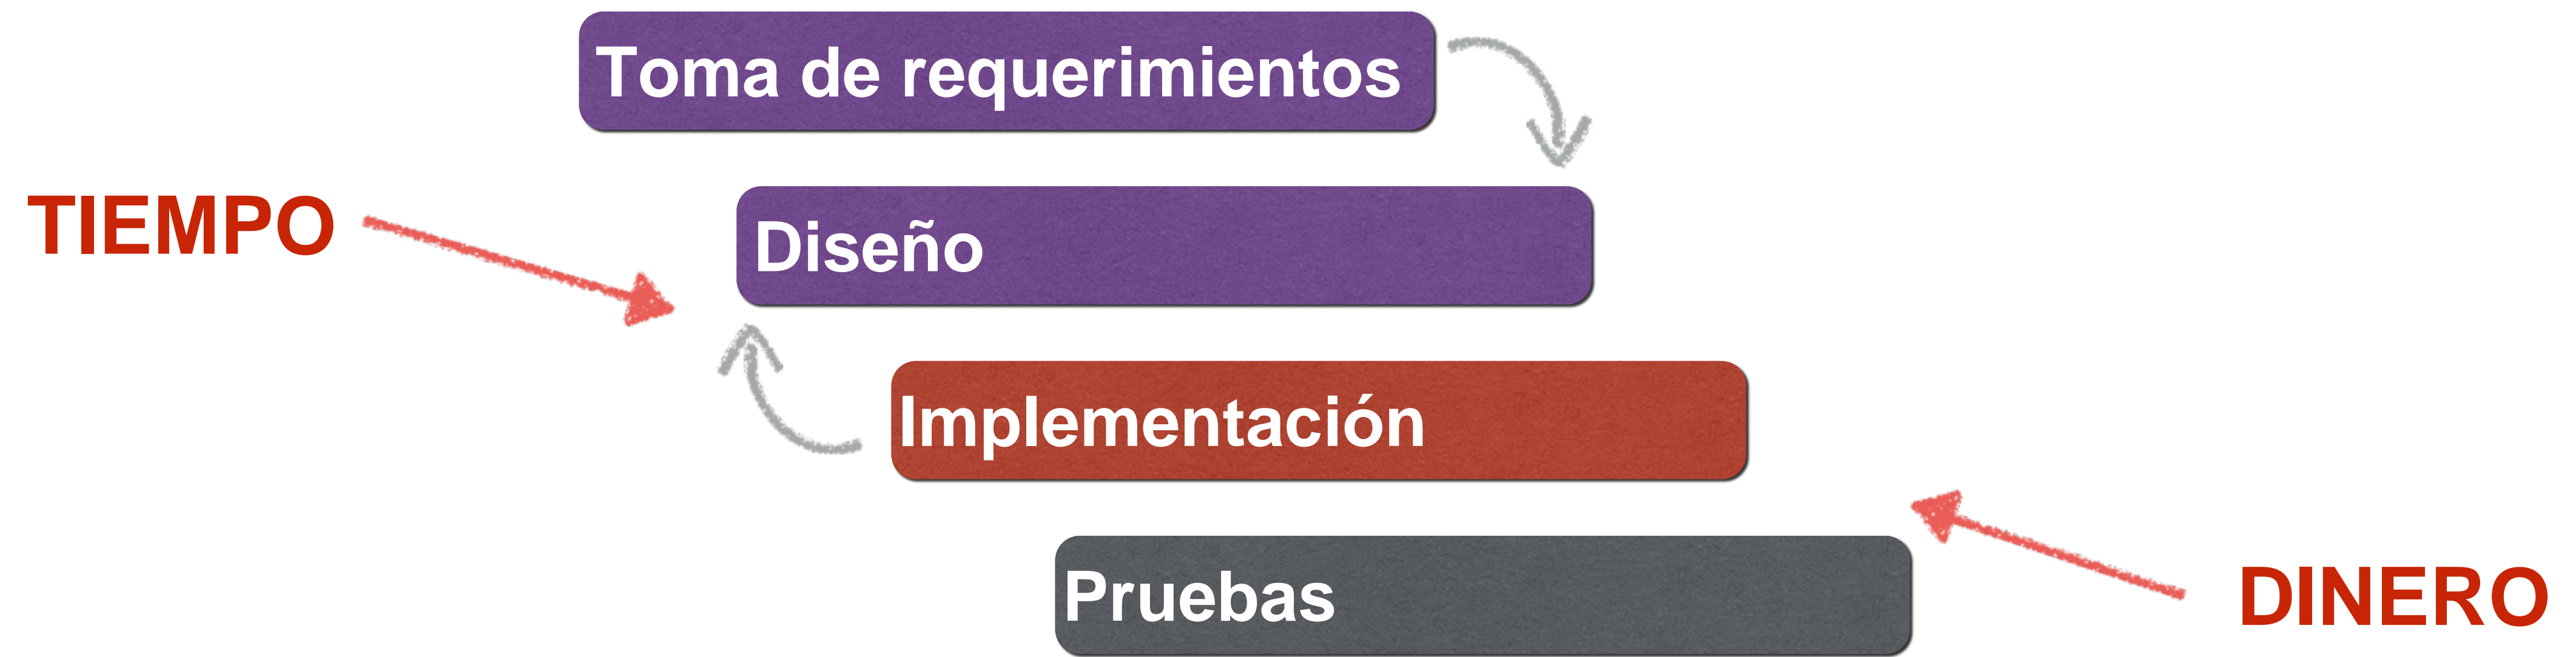 Toma de requerimientos
TIEMPO
Diseño
Implementación
Pruebas
DINERO